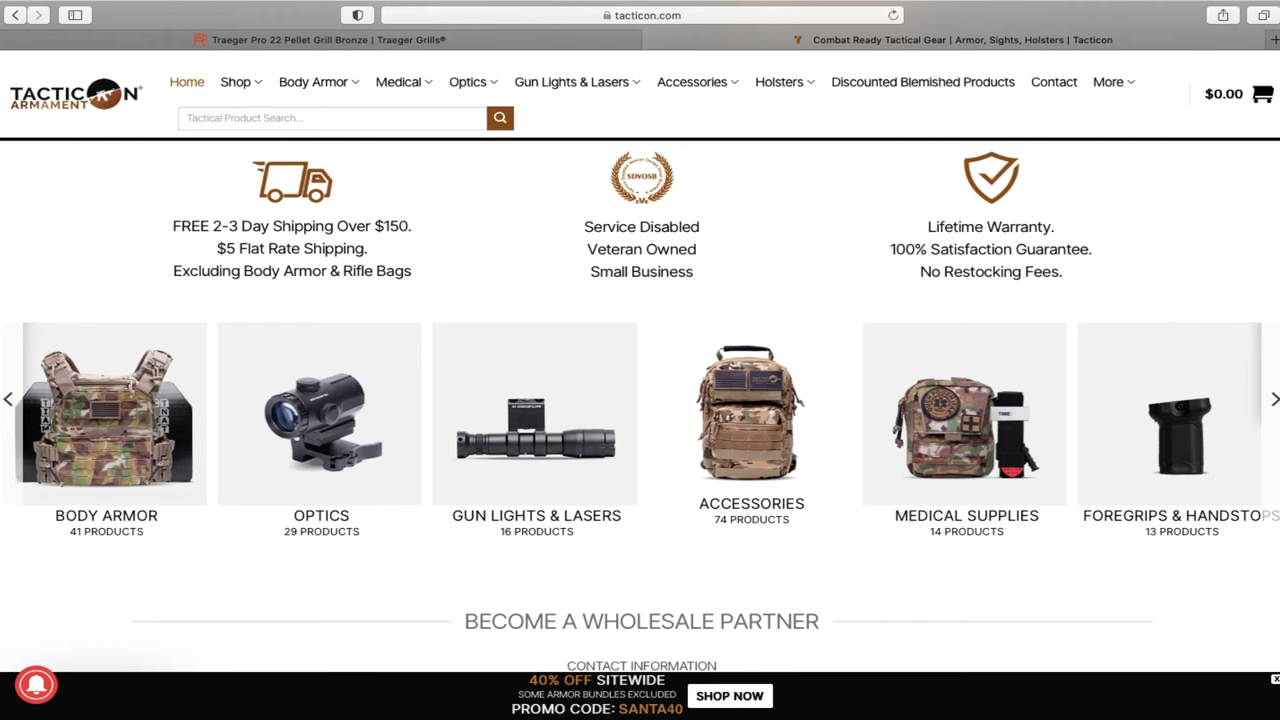 tacticon.com
Traeger Pro 22 Pellet Grill Bronze | Traeger Grills®
Combat Ready Tactical Gear | Armor, Sights, Holsters | Tacticon
TACTICON®
ARMAMENT
Home Shop Body Armor Medical Optics Gun Lights & Lasers Accessories Holsters Discounted Blemished Products Contact More
$0.00
Tactical Product Search...
SDVOSB
FREE 2-3 Day Shipping Over $150.
$5 Flat Rate Shipping.
Excluding Body Armor & Rifle Bags
Service Disabled
Veteran Owned
Small Business
Lifetime Warranty.
100% Satisfaction Guarantee.
No Restocking Fees.
TIME:
BODY ARMOR
41 PRODUCTS
OPTICS
29 PRODUCTS
GUN LIGHTS & LASERS
16 PRODUCTS
ACCESSORIES
74 PRODUCTS
MEDICAL SUPPLIES
14 PRODUCTS
FOREGRIPS & HANDSTOPS
13 PRODUCTS
BECOME A WHOLESALE PARTNER
CONTACT INFORMATION
40% OFF SITEWIDE
SOME ARMOR BUNDLES EXCLUDED
PROMO CODE: SANTA40
SHOP NOW
X